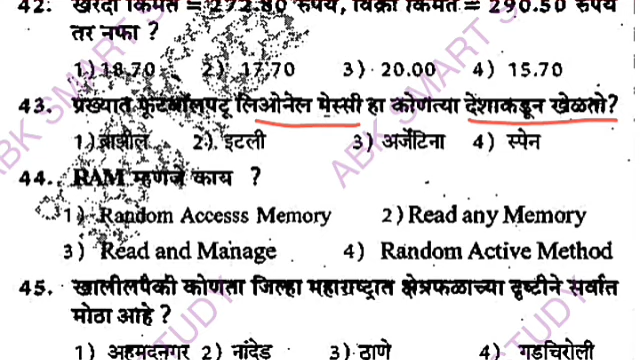 42. खरेदी किंमत = 272.80 रुपये, विक्री किंमत = 290.50 रुपये
तर नफा ?
1) 18.70 2) 17.70 3) 20.00 4) 15.70
43. प्रख्यात फूटबॉलपटू लिओनेल मेस्सी हा कोणत्या देशाकडून खेळतो?
1) ब्राझील 2) इटली 3) अर्जेंटिना 4) स्पेन
44. RAM म्हणजे काय ?
1) Random Accesss Memory 2) Read any Memory
3) Read and Manage 4) Random Active Method
45. खालीलपैकी कोणता जिल्हा महाराष्ट्रात क्षेत्रफळाच्या दृष्टीने सर्वात
मोठा आहे ?
1) अहमदनगर 2) नांदेड 3) ठाणे 4) गडचिरोली